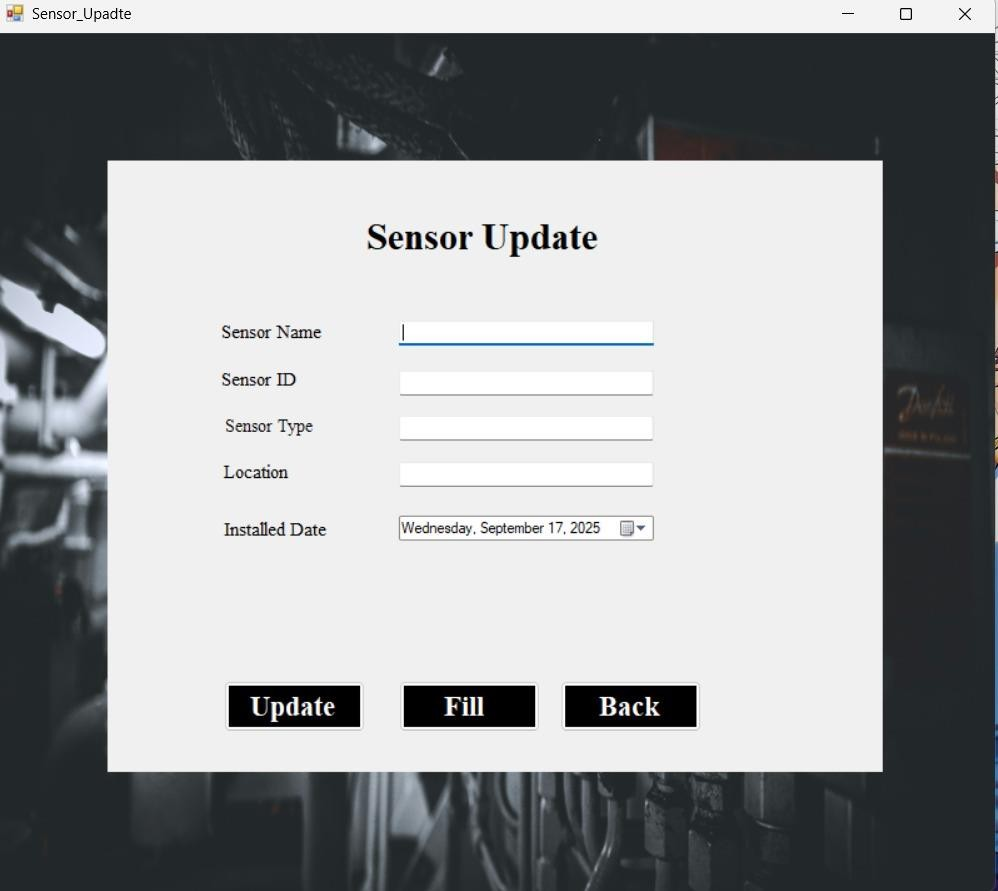 Sensor_Upadte
Sensor Update
Sensor Name
Sensor ID
Sensor Type
Location
Installed Date Wednesday, September 17, 2025
Update Fill Back
Danfoss